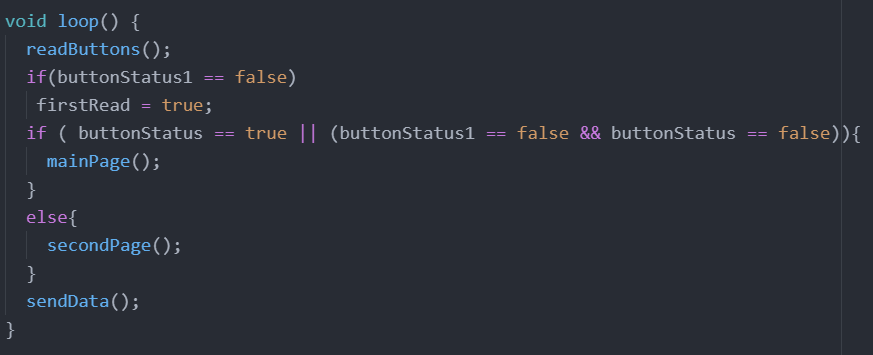 void loop() {
  readButtons();
  if(buttonStatus1 == false)
   firstRead = true;
  if ( buttonStatus == true || (buttonStatus1 == false && buttonStatus == false)){
    mainPage();
  }
  else{
    secondPage();
  }
  sendData();
}